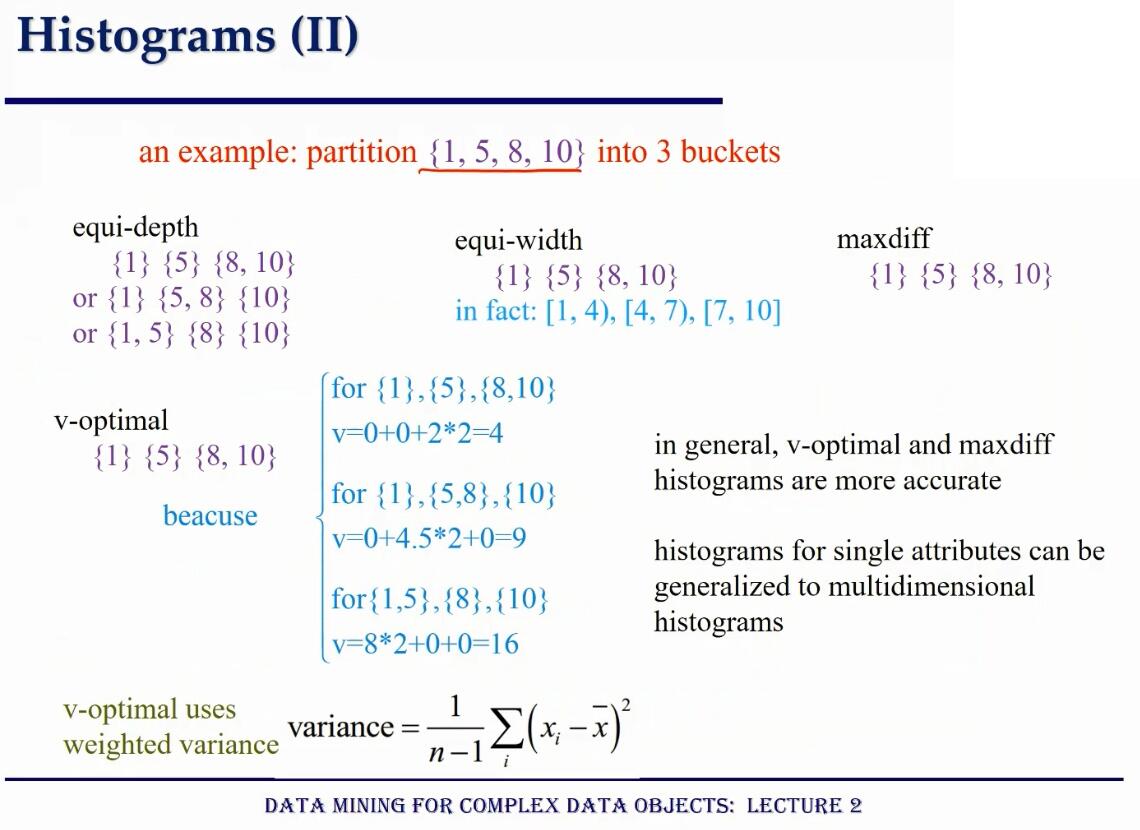 Histograms (II)
an example: partition {1, 5, 8, 10} into 3 buckets
equi-depth
{1} {5} {8, 10}
or {1} {5, 8} {10}
or {1, 5} {8} {10}
equi-width
{1} {5} {8, 10}
in fact: [1, 4), [4, 7), [7, 10]
maxdiff
{1} {5} {8, 10}
v-optimal
{1} {5} {8, 10}
beacuse
for {1},{5},{8,10}
v=0+0+2*2=4
for {1},{5,8},{10}
v=0+4.5*2+0=9
for{1,5},{8},{10}
v=8*2+0+0=16
in general, v-optimal and maxdiff
histograms are more accurate
histograms for single attributes can be
generalized to multidimensional
histograms
v-optimal uses
weighted variance
variance = 1/(n−1) ∑_i (x_i − x̄)²
DATA MINING FOR COMPLEX DATA OBJECTS: LECTURE 2